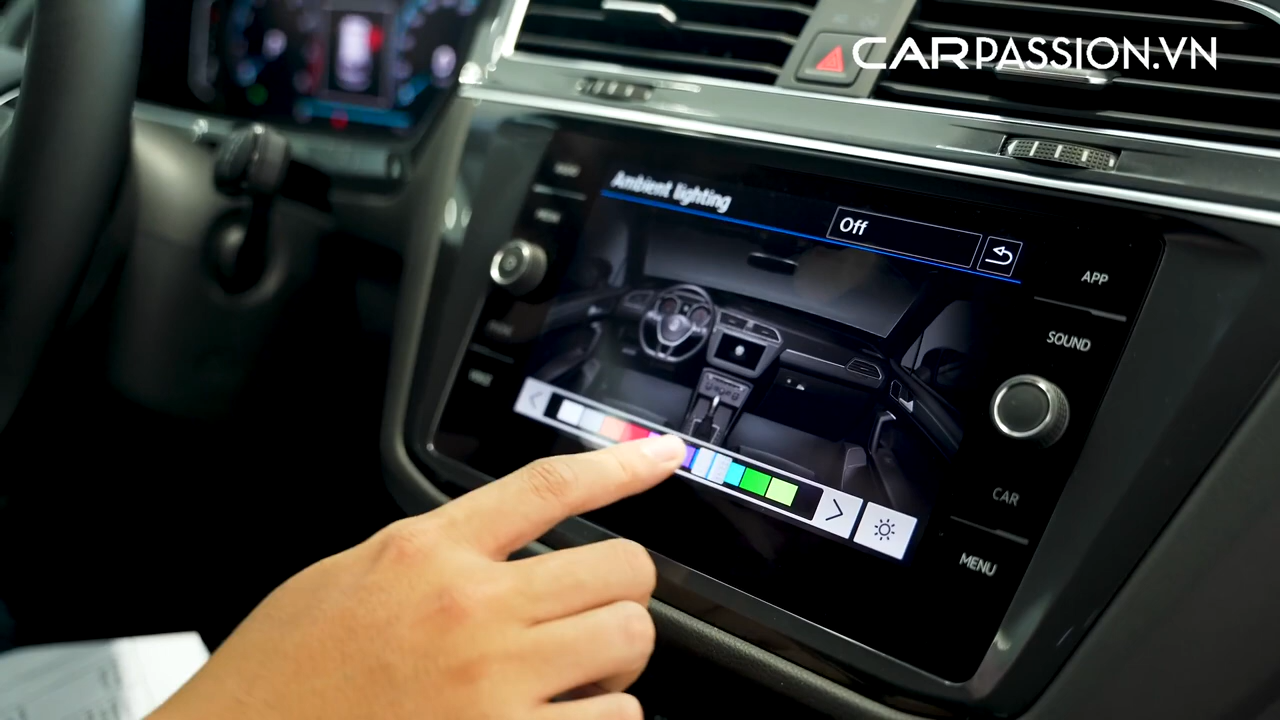 CARPASSION.VN
Ambient lighting
Off
APP
SOUND
CAR
MENU